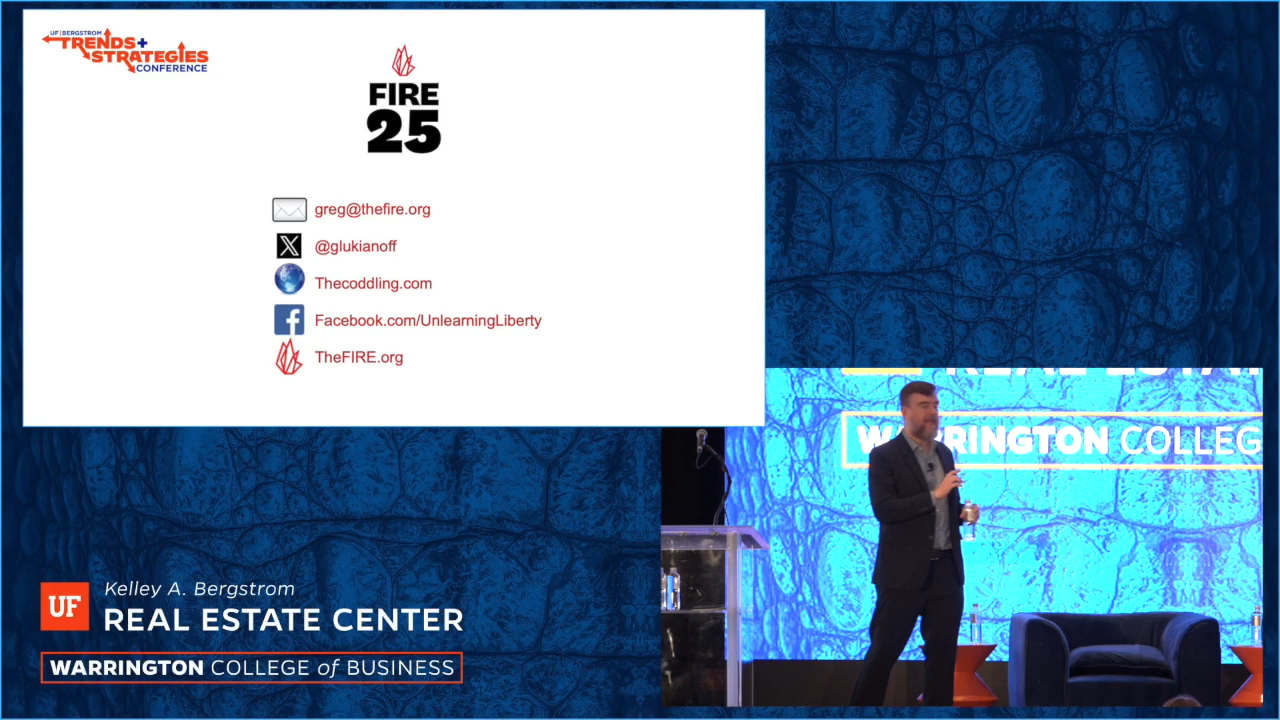 UF | BERGSTROM
TRENDS+
STRATEGIES
CONFERENCE
FIRE
25
greg@thefire.org
@glukianoff
Thecoddling.com
Facebook.com/UnlearningLiberty
TheFIRE.org
WARRINGTON COLLEG
UF
Kelley A. Bergstrom
REAL ESTATE CENTER
WARRINGTON COLLEGE of BUSINESS